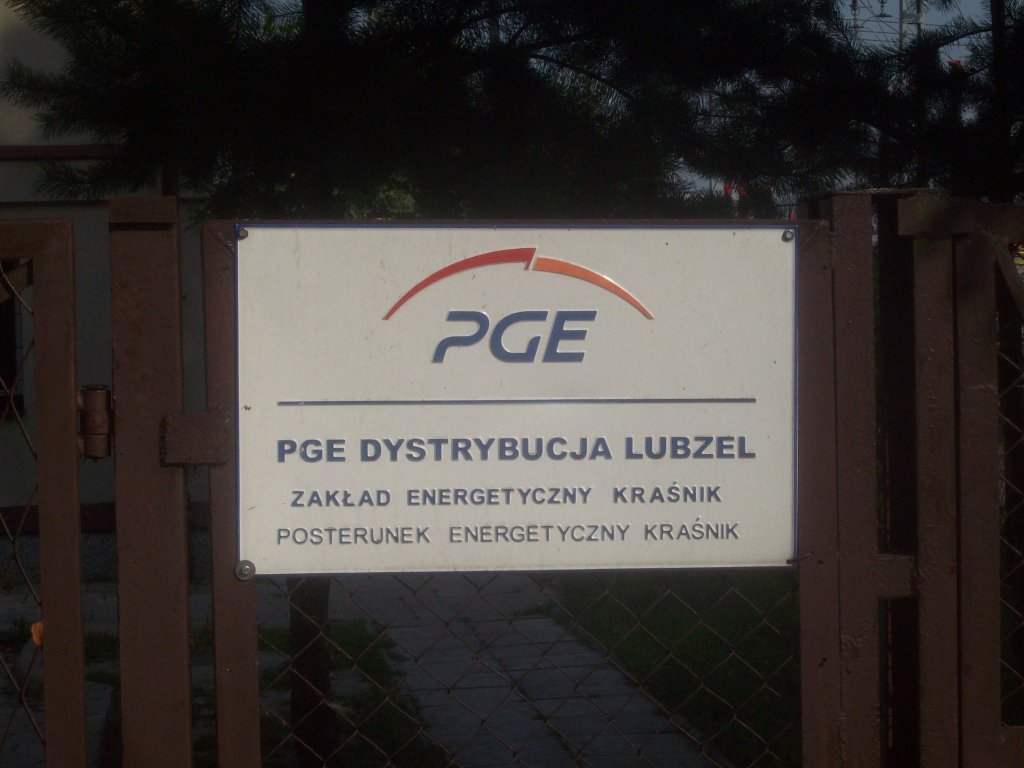 PGE
PGE DYSTRYBUCJA LUBZEL
ZAKŁAD ENERGETYCZNY KRAŚNIK
POSTERUNEK ENERGETYCZNY KRAŚNIK